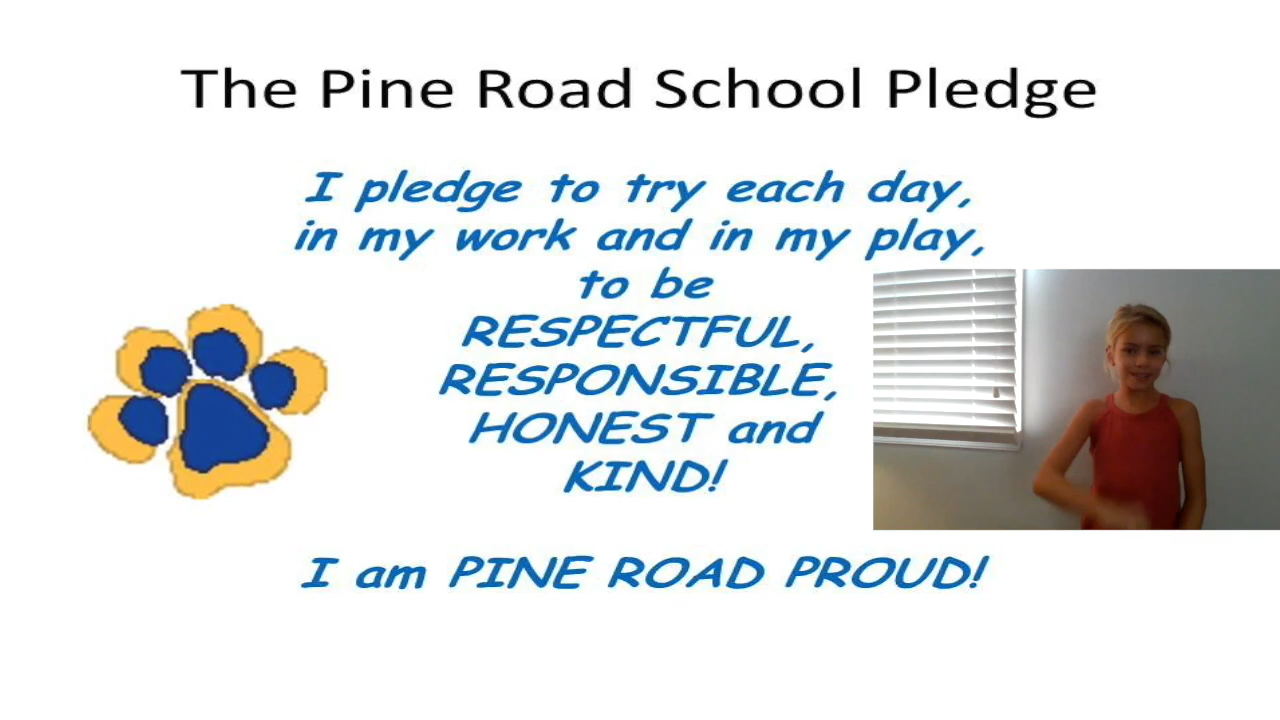 The Pine Road School Pledge
I pledge to try each day,
in my work and in my play,
to be
RESPECTFUL,
RESPONSIBLE,
HONEST and
KIND!
I am PINE ROAD PROUD!